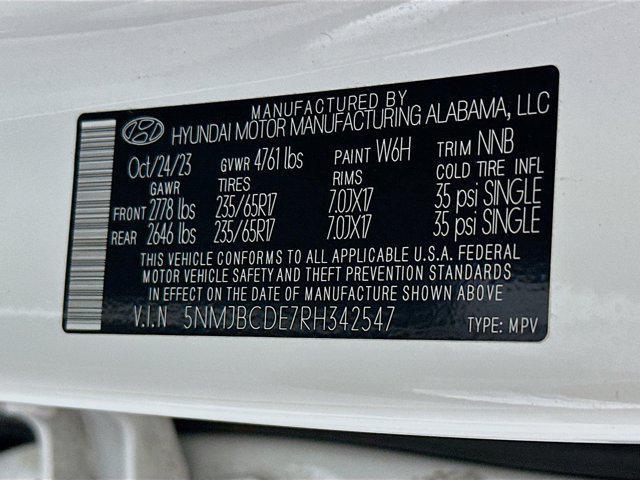 MANUFACTURED BY
HYUNDAI MOTOR MANUFACTURING ALABAMA, LLC
Oct/24/23 GVWR 4761 lbs PAINT W6H TRIM NNB
GAWR TIRES RIMS COLD TIRE INFL
FRONT 2778 lbs 235/65R17 7.0JX17 35 psi SINGLE
REAR 2646 lbs 235/65R17 7.0JX17 35 psi SINGLE
THIS VEHICLE CONFORMS TO ALL APPLICABLE U.S.A. FEDERAL
MOTOR VEHICLE SAFETY AND THEFT PREVENTION STANDARDS
IN EFFECT ON THE DATE OF MANUFACTURE SHOWN ABOVE
V.I.N 5NMJBCDE7RH342547 TYPE: MPV